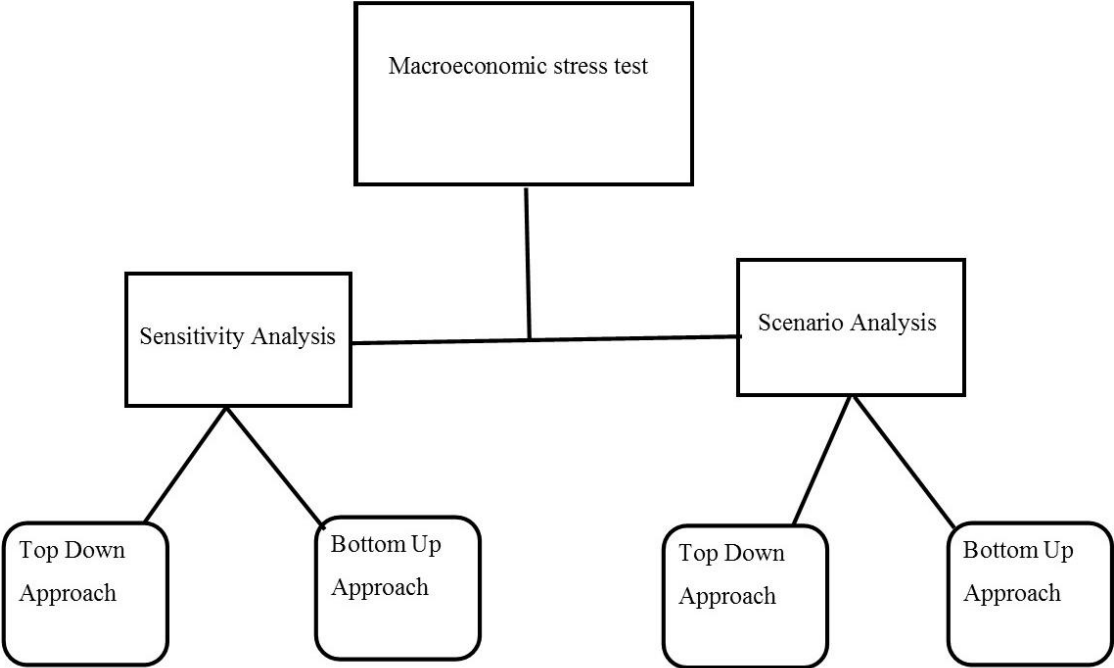 Macroeconomic stress test
Sensitivity Analysis
Scenario Analysis
Top Down
Approach
Bottom Up
Approach
Top Down
Approach
Bottom Up
Approach